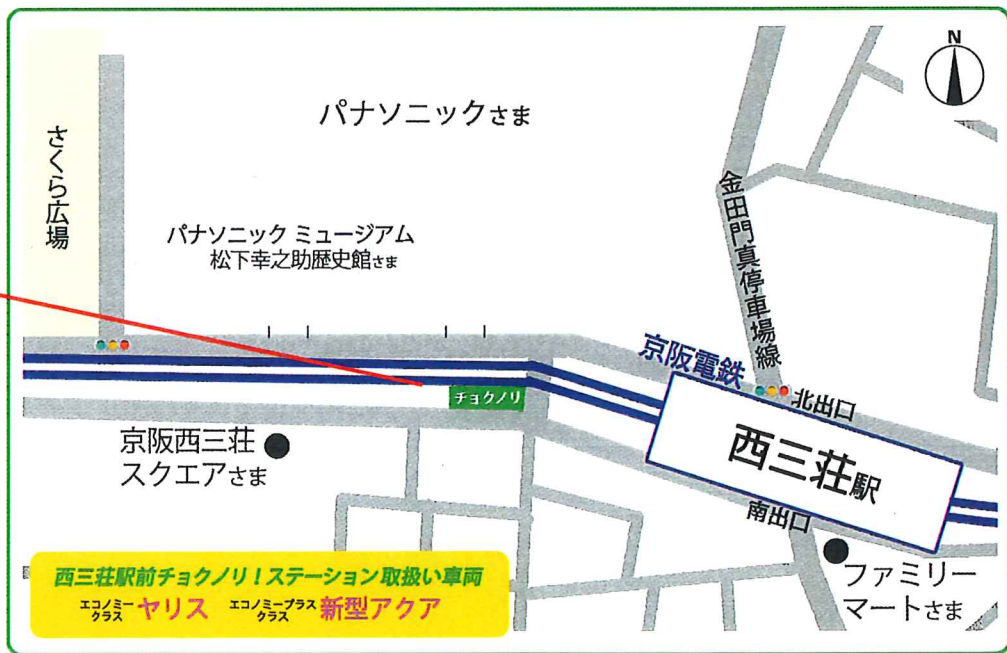 N
パナソニックさま
さくら広場
パナソニック ミュージアム
松下幸之助歴史館さま
金田門真停車場線
京阪電鉄
北出口
チョクノリ
西三荘駅
京阪西三荘
スクエアさま
南出口
ファミリー
マートさま
西三荘駅前チョクノリ！ステーション取扱い車両
エコノミー
クラス
ヤリス
エコノミープラス
クラス
新型アクア